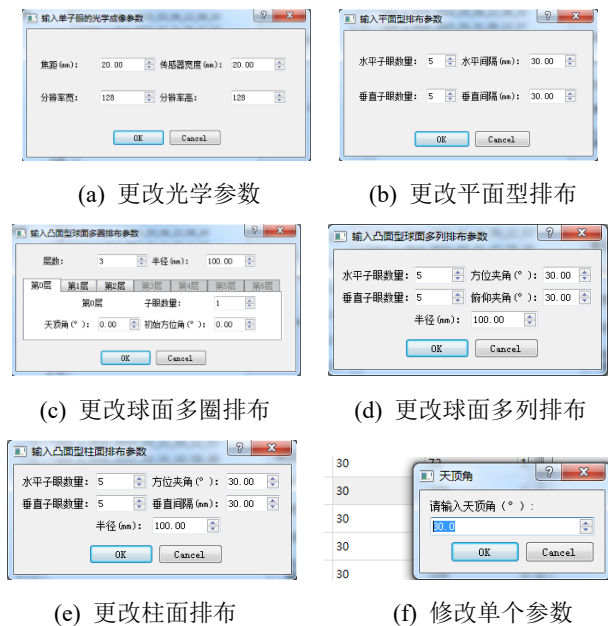 输入单子眼的光学成像参数
焦距(mm): 20.00 传感器宽度(mm): 20.00
分辨率宽: 128 分辨率高: 128
OK Cancel
(a) 更改光学参数
输入平面型排布参数
水平子眼数量: 5 水平间隔(mm): 30.00
垂直子眼数量: 5 垂直间隔(mm): 30.00
OK Cancel
(b) 更改平面型排布
输入凸面型球面多圈排布参数
层数: 3 半径(mm): 100.00
第0层 第1层 第2层 第3层 第4层 第5层 第6层
第0层 子眼数量: 1
天顶角(°): 0.00 初始方位角(°): 0.00
OK Cancel
(c) 更改球面多圈排布
输入凸面型球面多列排布参数
水平子眼数量: 5 方位夹角(°): 30.00
垂直子眼数量: 5 俯仰夹角(°): 30.00
半径(mm): 100.00
OK Cancel
(d) 更改球面多列排布
输入凸面型柱面排布参数
水平子眼数量: 5 方位夹角(°): 30.00
垂直子眼数量: 5 垂直间隔(mm): 30.00
半径(mm): 100.00
OK Cancel
(e) 更改柱面排布
30
30
30
30
30
天顶角
请输入天顶角(°):
30.0
OK Cancel
(f) 修改单个参数